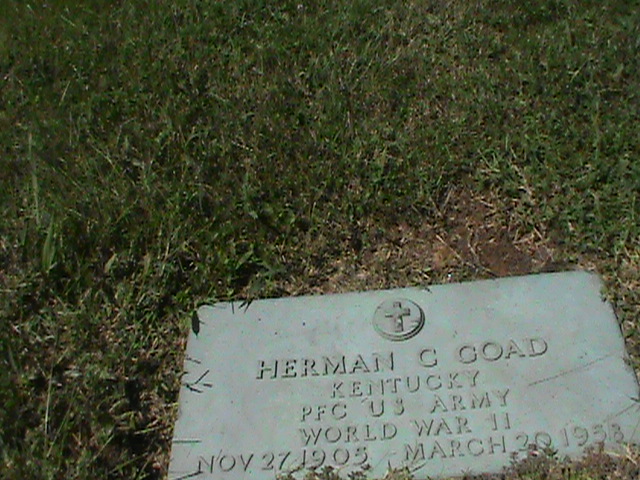 HERMAN C GOAD
KENTUCKY
PFC US ARMY
WORLD WAR II
NOV 27 1905 MARCH 20 1958